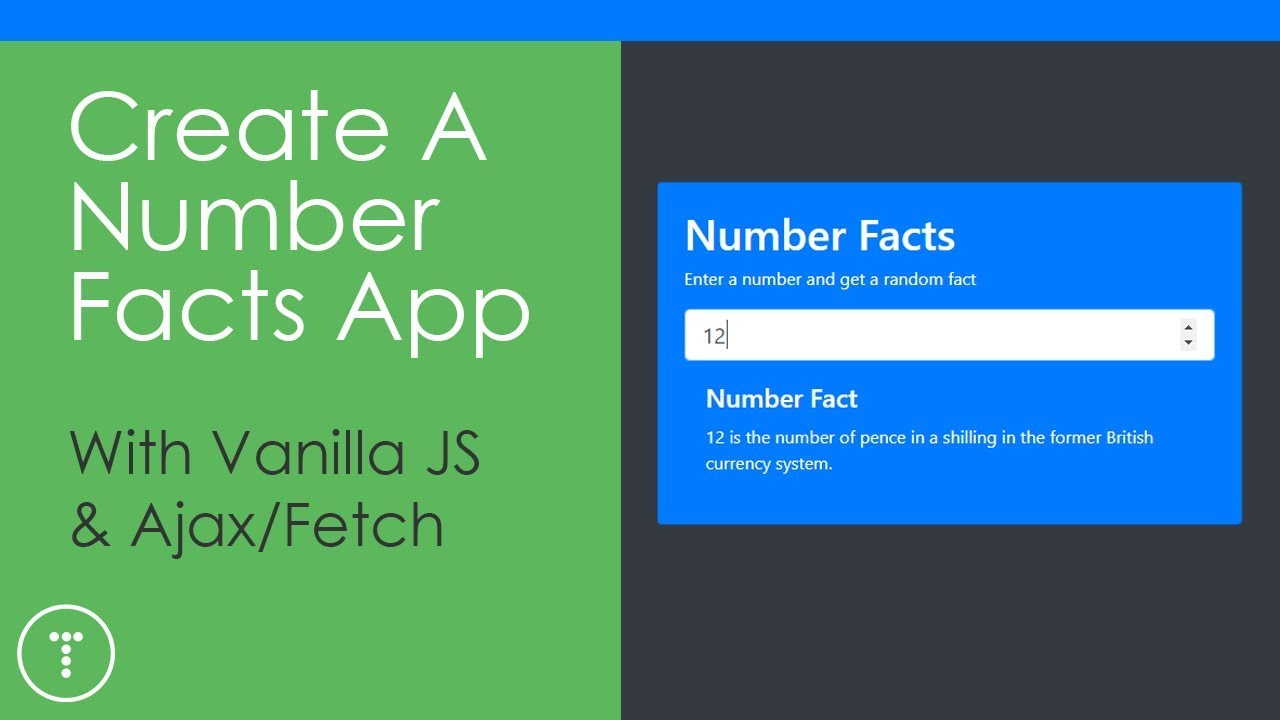 Create A
Number
Facts App
With Vanilla JS
& Ajax/Fetch
T
Number Facts
Enter a number and get a random fact
12
Number Fact
12 is the number of pence in a shilling in the former British
currency system.